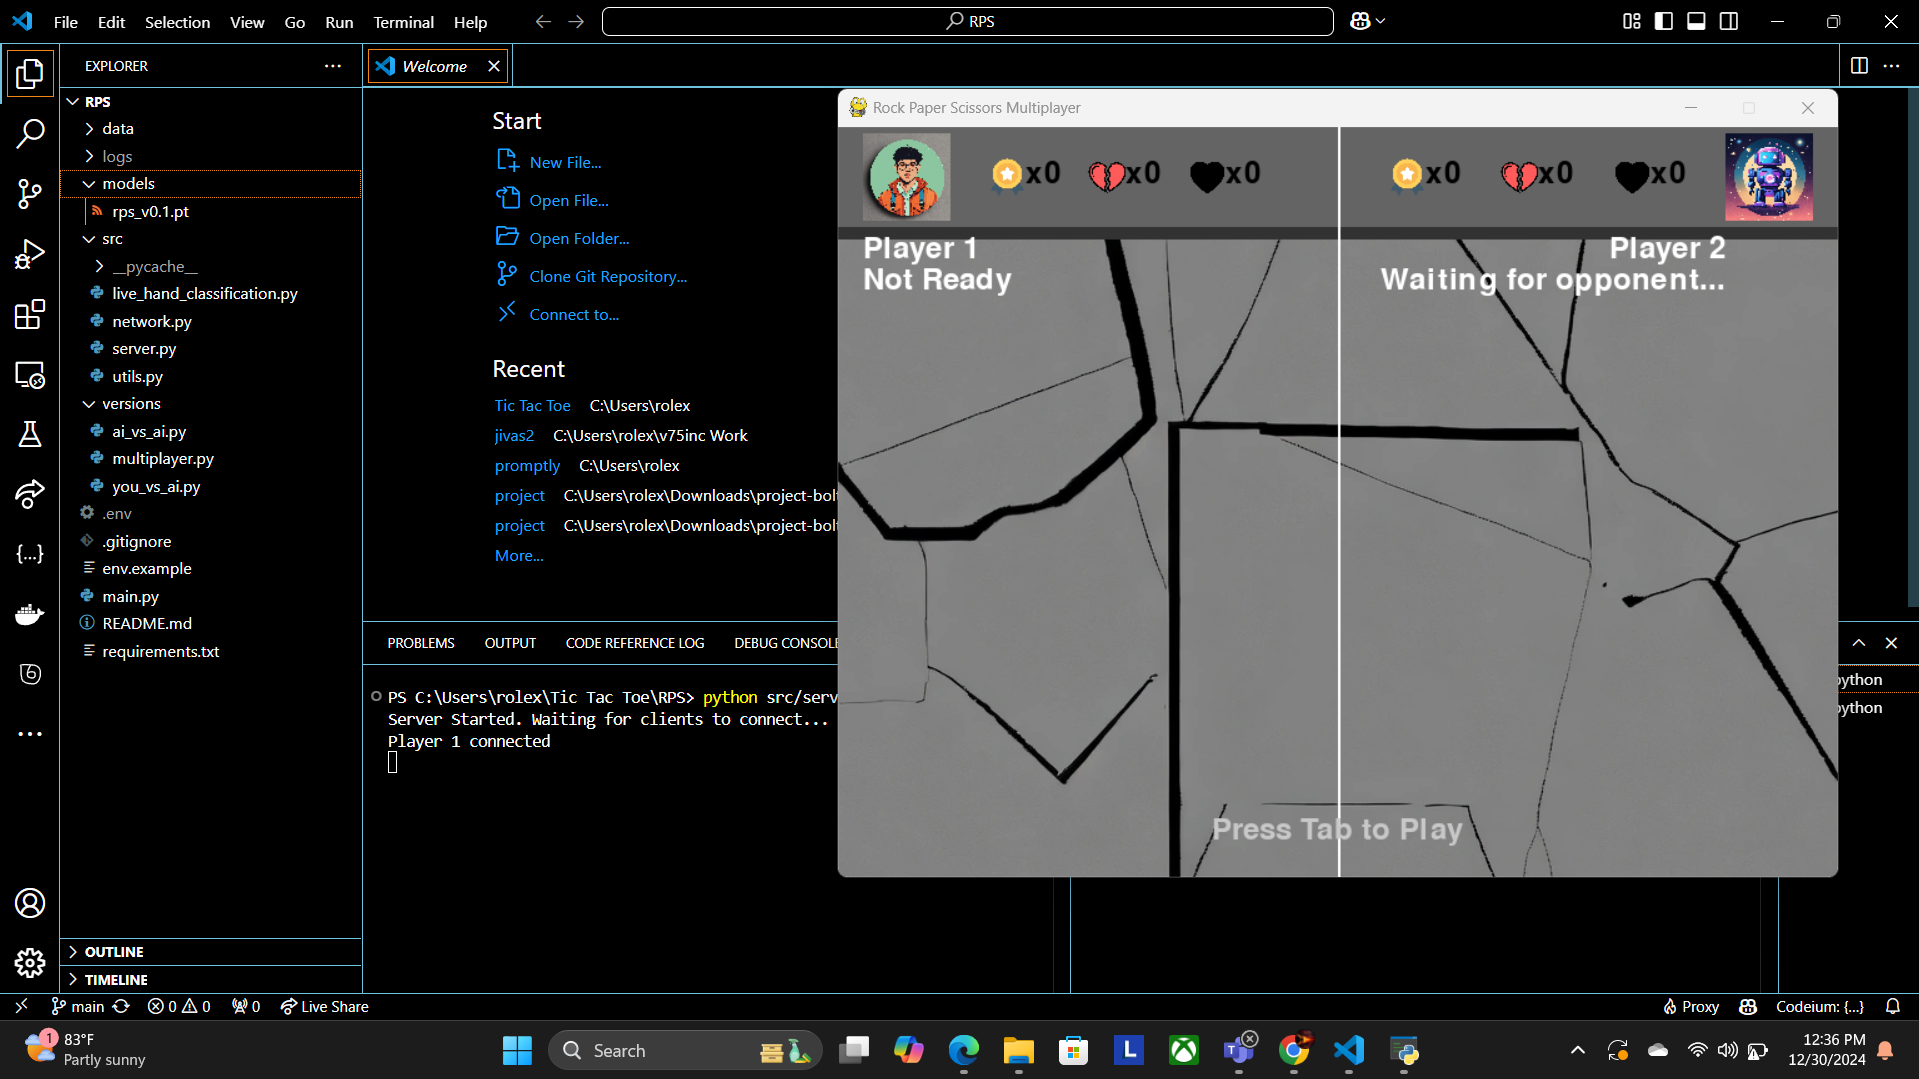 File Edit Selection View Go Run Terminal Help
RPS
EXPLORER
RPS
data
logs
models
rps_v0.1.pt
src
__pycache__
live_hand_classification.py
network.py
server.py
utils.py
versions
ai_vs_ai.py
multiplayer.py
you_vs_ai.py
.env
.gitignore
env.example
main.py
README.md
requirements.txt
OUTLINE
TIMELINE
Welcome
Start
New File...
Open File...
Open Folder...
Clone Git Repository...
Connect to...
Recent
Tic Tac Toe C:\Users\rolex
jivas2 C:\Users\rolex\v75inc Work
promptly C:\Users\rolex
project C:\Users\rolex\Downloads\project-bolt
project C:\Users\rolex\Downloads\project-bolt
More...
PROBLEMS OUTPUT CODE REFERENCE LOG DEBUG CONSOLE
PS C:\Users\rolex\Tic Tac Toe\RPS> python src/serv
Server Started. Waiting for clients to connect...
Player 1 connected
python
python
Rock Paper Scissors Multiplayer
x0 x0 x0 x0 x0 x0
Player 1
Not Ready
Player 2
Waiting for opponent...
Press Tab to Play
main 0 0 0 Live Share
Proxy Codeium: {...}
1
83°F
Partly sunny
Search
L
12:36 PM
12/30/2024